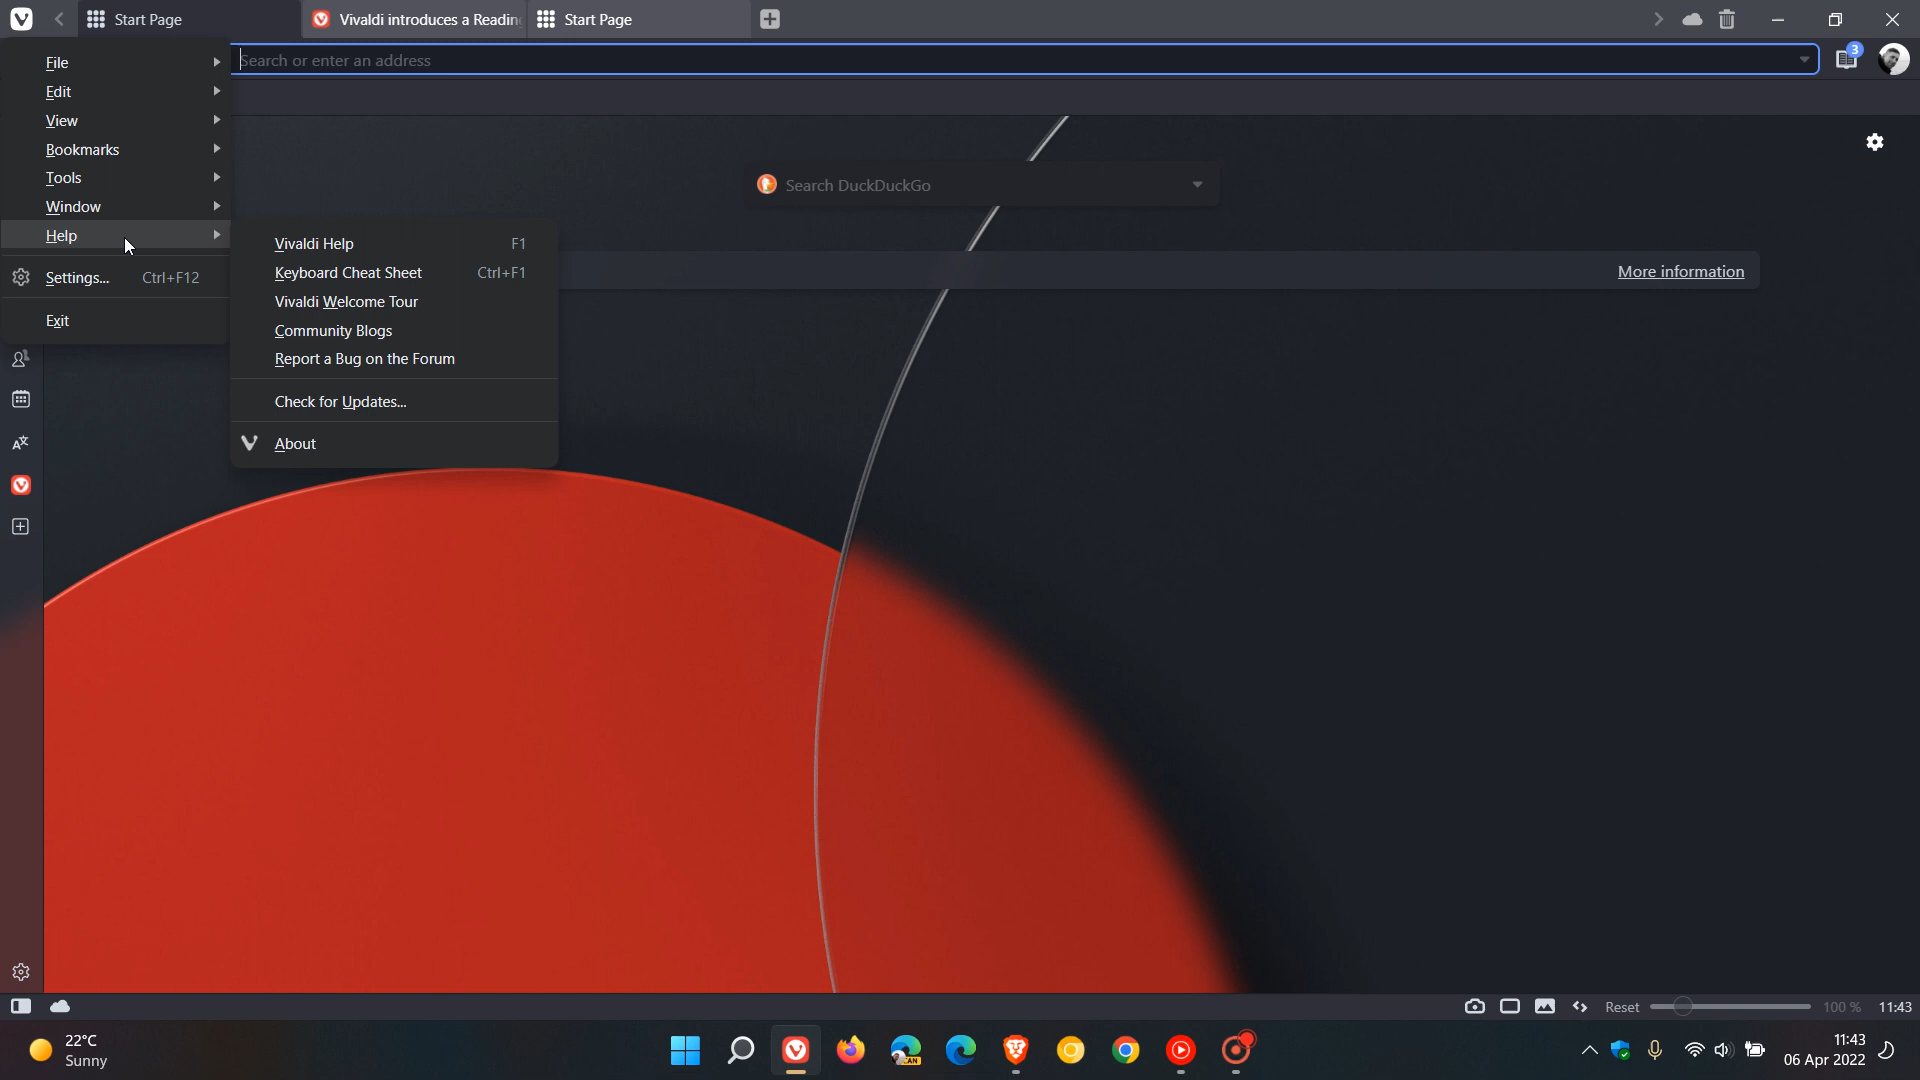 Start Page
Vivaldi introduces a Readin
Start Page
Search or enter an address
3
File
Edit
View
Bookmarks
Tools
Window
Help
Settings... Ctrl+F12
Exit
Vivaldi Help F1
Keyboard Cheat Sheet Ctrl+F1
Vivaldi Welcome Tour
Community Blogs
Report a Bug on the Forum
Check for Updates...
About
Search DuckDuckGo
More information
Reset 100 % 11:43
22°C
Sunny
CAN
11:43
06 Apr 2022